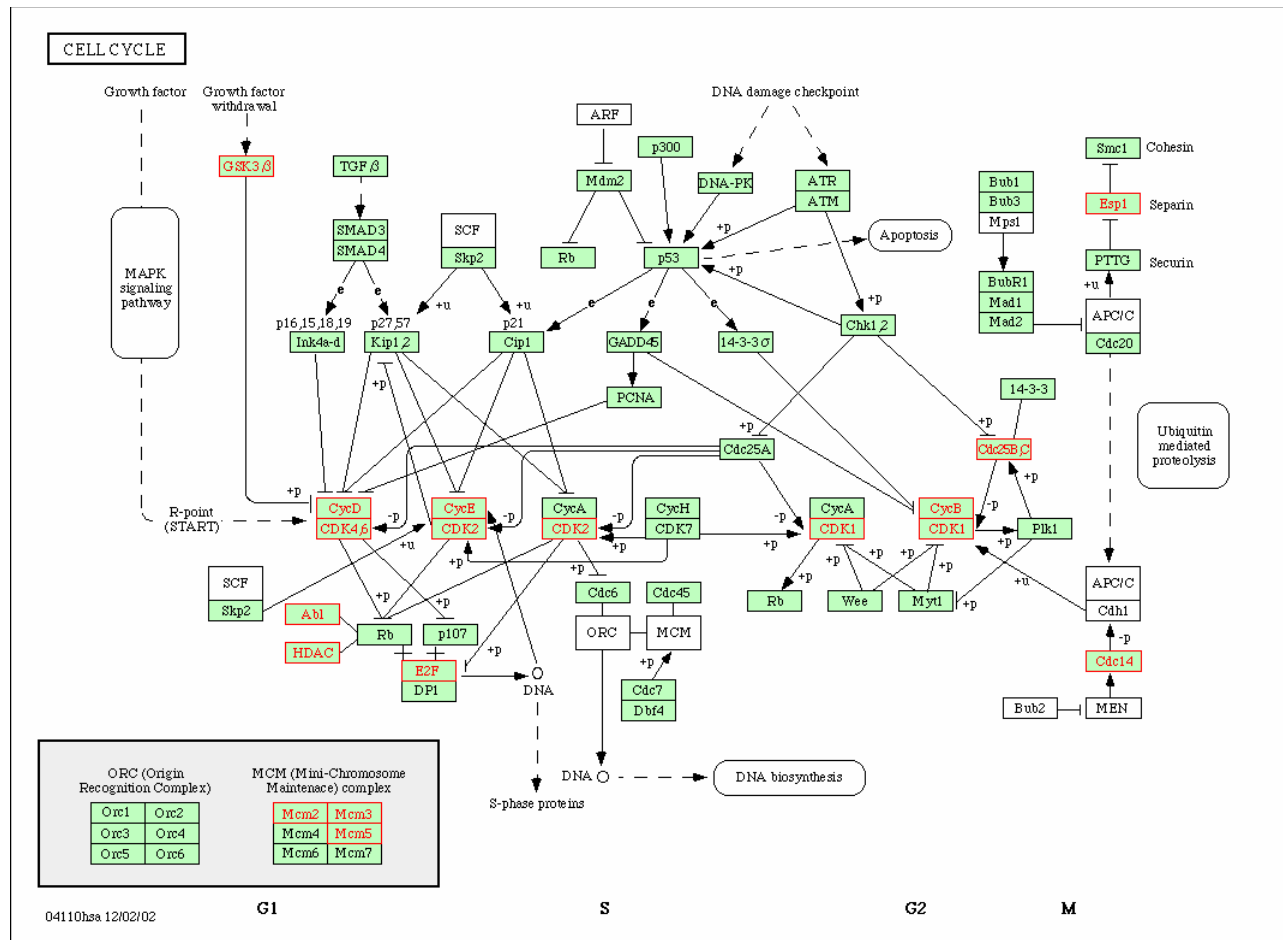 CELL CYCLE
Growth factor
Growth factor
withdrawal
DNA damage checkpoint
ARF
p300
Smc1
Cohesin
GSK3β
TGFβ
Mdm2
DNA-PK
ATR
ATM
Bub1
Bub3
Mps1
Esp1
Separin
MAPK
signaling
pathway
SMAD3
SMAD4
SCF
Skp2
Rb
p53
+p
Apoptosis
+p
PTTG
Securin
BubR1
Mad1
Mad2
+u
APC/C
Cdc20
e
e
+u
+u
e
e
e
+p
p16,15,18,19
Ink4a-d
p27,57
Kip1,2
p21
Cip1
GADD45
14-3-3σ
Chk1,2
+p
PCNA
14-3-3
Ubiquitin
mediated
proteolysis
+p
Cdc25A
+p
Cdc25B,C
+p
R-point
(START)
+p
CycD
CDK4,6
-p
CycE
CDK2
-p
CycA
CDK2
-p
+p
CycH
CDK7
-p
+p
CycA
CDK1
CycB
CDK1
-p
+p
Plk1
+u
SCF
Skp2
+p
+p
+p
+p
Cdc6
Cdc45
+p
Rb
Wee
+p
+p
Myt1
+p
+u
APC/C
Cdh1
Abl
HDAC
Rb
p107
ORC
MCM
-p
Cdc14
E2F
DP1
+p
DNA
+p
Cdc7
Dbf4
Bub2
MEN
ORC (Origin
Recognition Complex)
MCM (Mini-Chromosome
Maintenace) complex
Orc1 Orc2
Orc3 Orc4
Orc5 Orc6
Mcm2 Mcm3
Mcm4 Mcm5
Mcm6 Mcm7
S-phase proteins
DNA
DNA biosynthesis
04110hsa 12/02/02
G1
S
G2
M